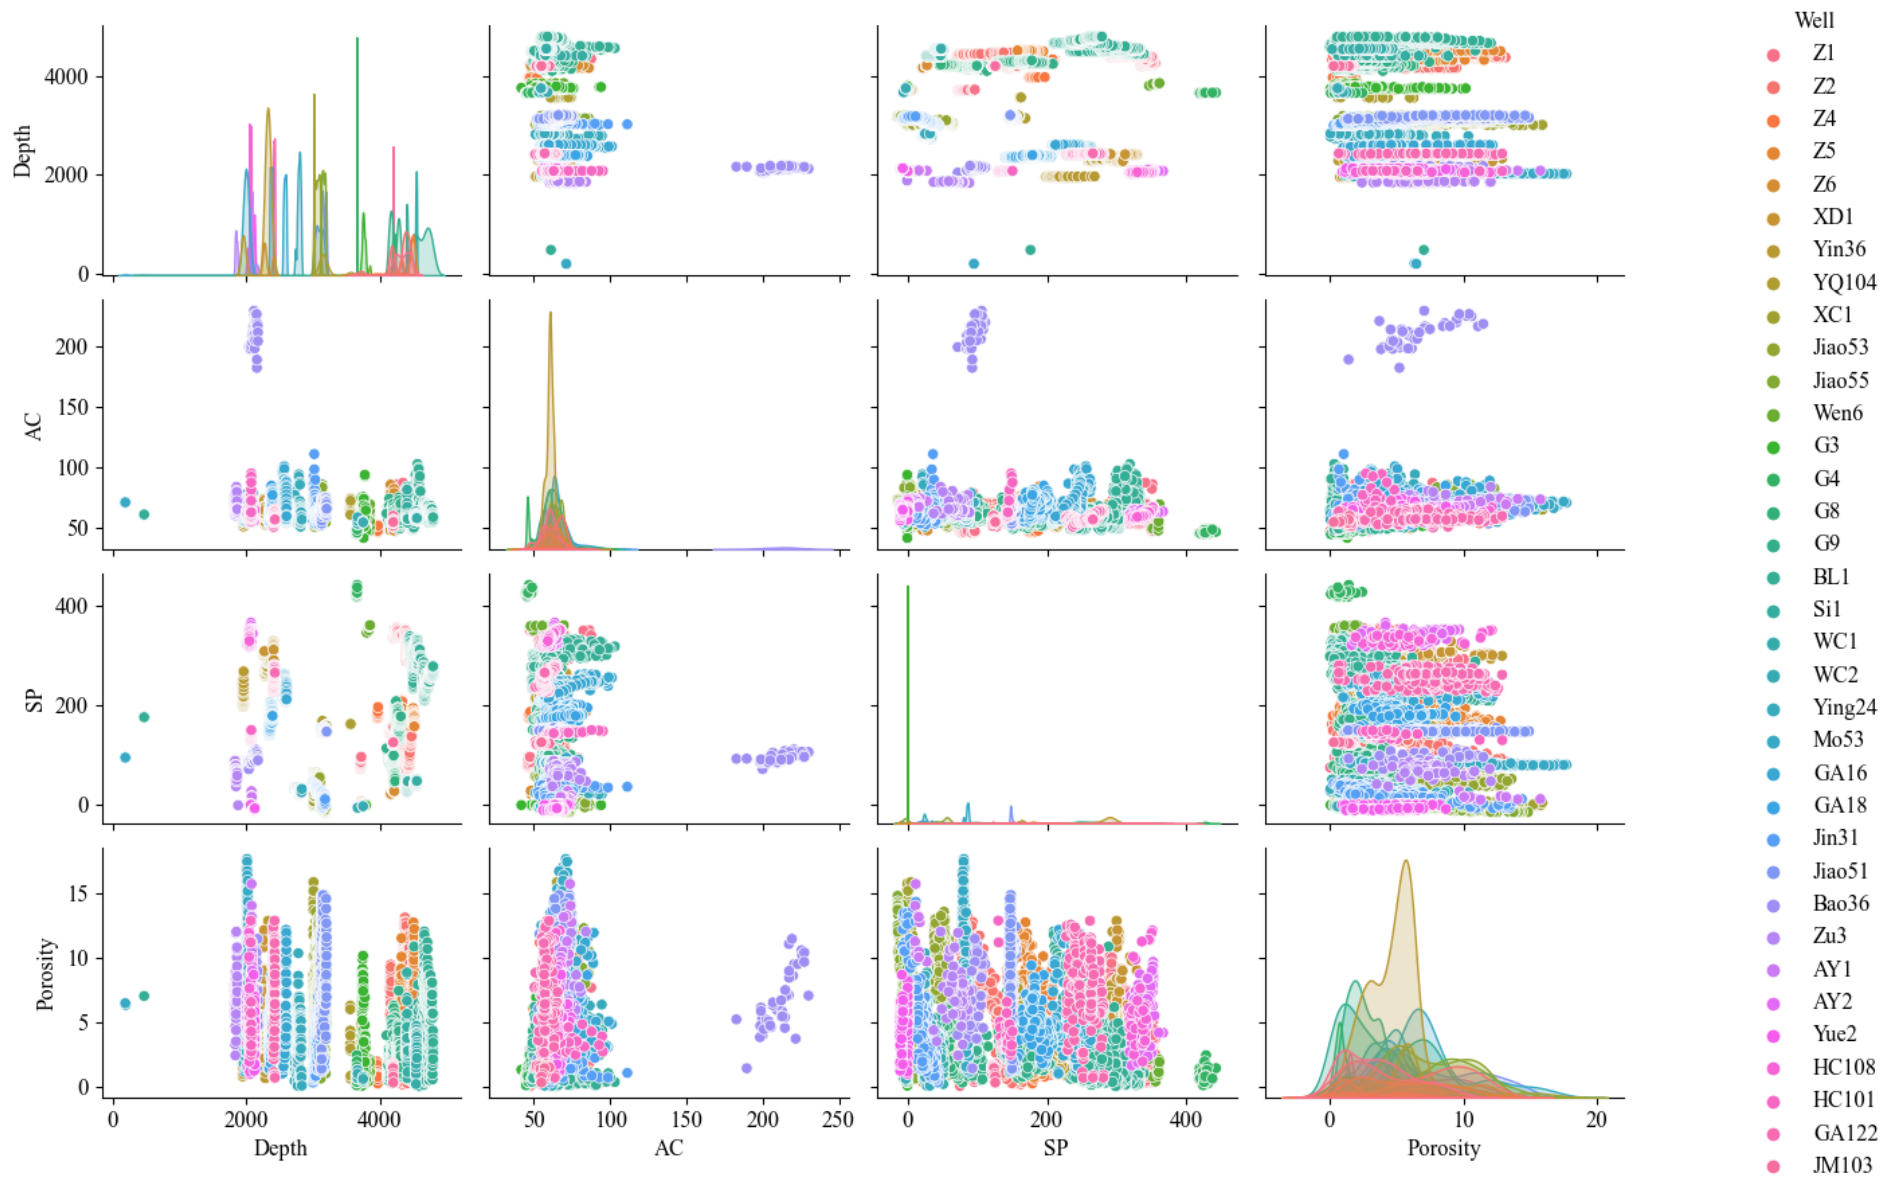 Well
Z1
Z2
Z4
Z5
Z6
XD1
Yin36
YQ104
XC1
Jiao53
Jiao55
Wen6
G3
G4
G8
G9
BL1
Si1
WC1
WC2
Ying24
Mo53
GA16
GA18
Jin31
Jiao51
Bao36
Zu3
AY1
AY2
Yue2
HC108
HC101
GA122
JM103
Depth
4000
2000
0
AC
200
150
100
50
SP
400
200
0
Porosity
15
10
5
0
0 2000 4000
50 100 150 200 250
0 200 400
0 10 20
Depth AC SP Porosity